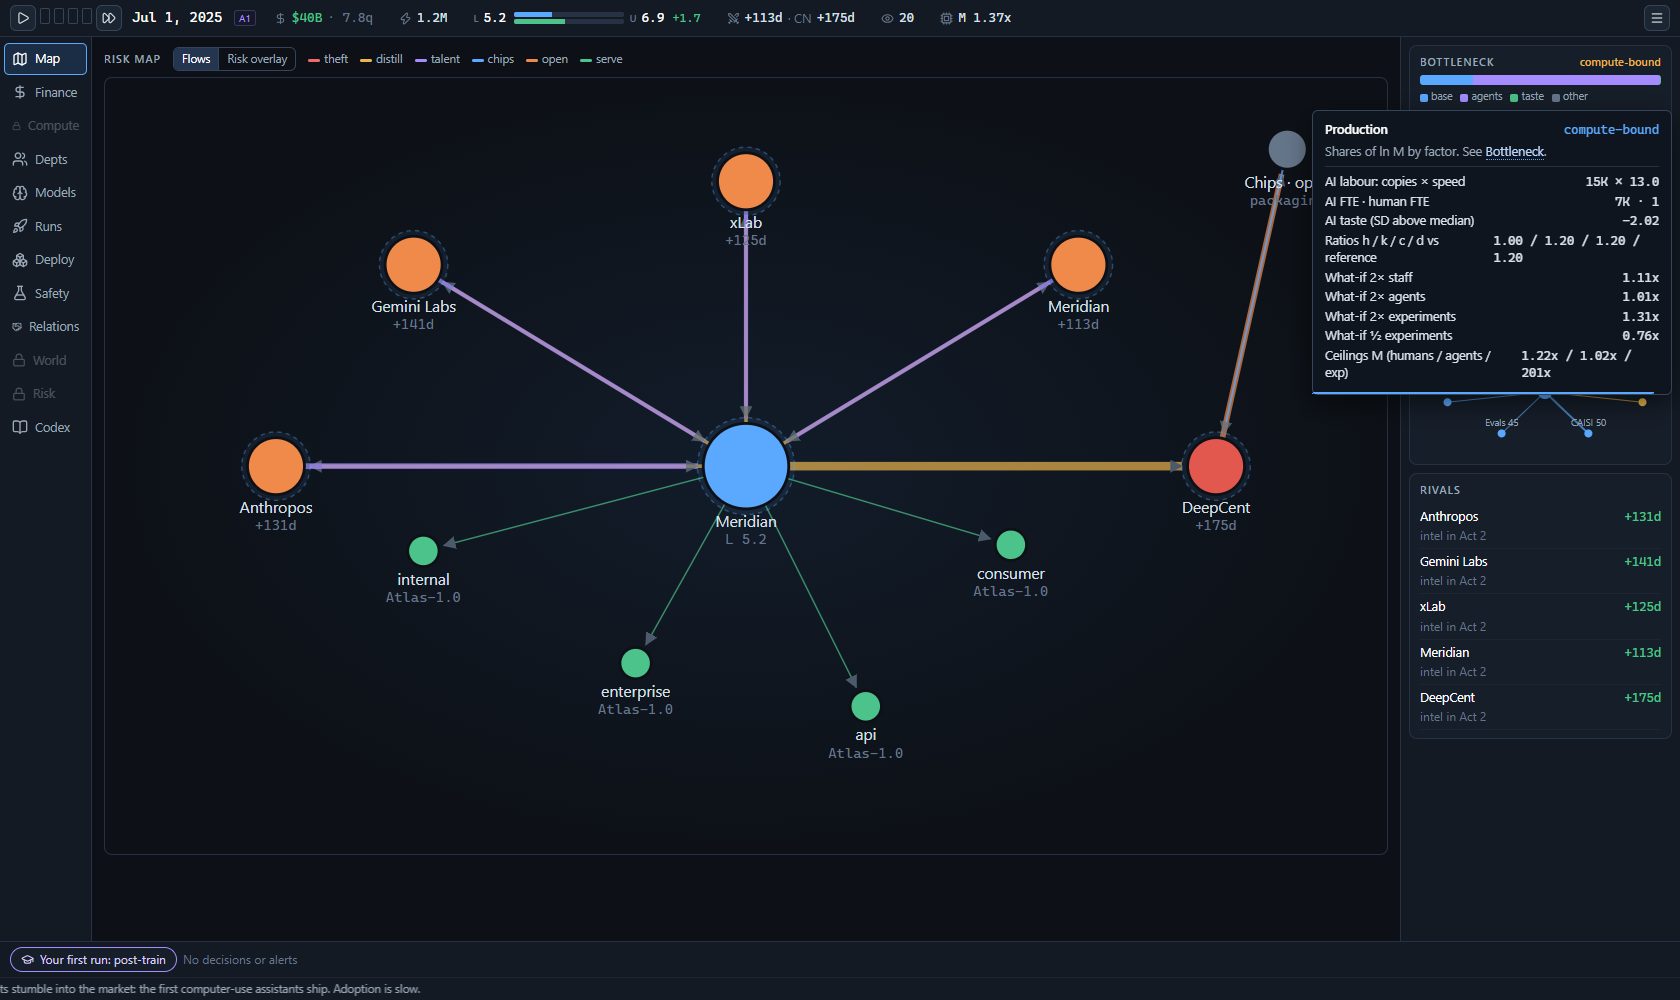 Jul 1, 2025 A1 $ $40B · 7.8q 1.2M L 5.2 U 6.9 +1.7 +113d · CN +175d 20 M 1.37x
Map
Finance
Compute
Depts
Models
Runs
Deploy
Safety
Relations
World
Risk
Codex
RISK MAP Flows Risk overlay theft distill talent chips open serve
xLab
+125d
Gemini Labs
+141d
Meridian
+113d
Chips · op
packagin
Anthropos
+131d
Meridian
L 5.2
DeepCent
+175d
internal
Atlas-1.0
consumer
Atlas-1.0
enterprise
Atlas-1.0
api
Atlas-1.0
BOTTLENECK compute-bound
base agents taste other
Production compute-bound
Shares of ln M by factor. See Bottleneck.
AI labour: copies × speed 15K × 13.0
AI FTE · human FTE 7K · 1
AI taste (SD above median) −2.02
Ratios h / k / c / d vs reference 1.00 / 1.20 / 1.20 / 1.20
What-if 2× staff 1.11x
What-if 2× agents 1.01x
What-if 2× experiments 1.31x
What-if ½ experiments 0.76x
Ceilings M (humans / agents / exp) 1.22x / 1.02x / 201x
Evals 45 CAISI 50
RIVALS
Anthropos +131d
intel in Act 2
Gemini Labs +141d
intel in Act 2
xLab +125d
intel in Act 2
Meridian +113d
intel in Act 2
DeepCent +175d
intel in Act 2
Your first run: post-train No decisions or alerts
ts stumble into the market: the first computer-use assistants ship. Adoption is slow.